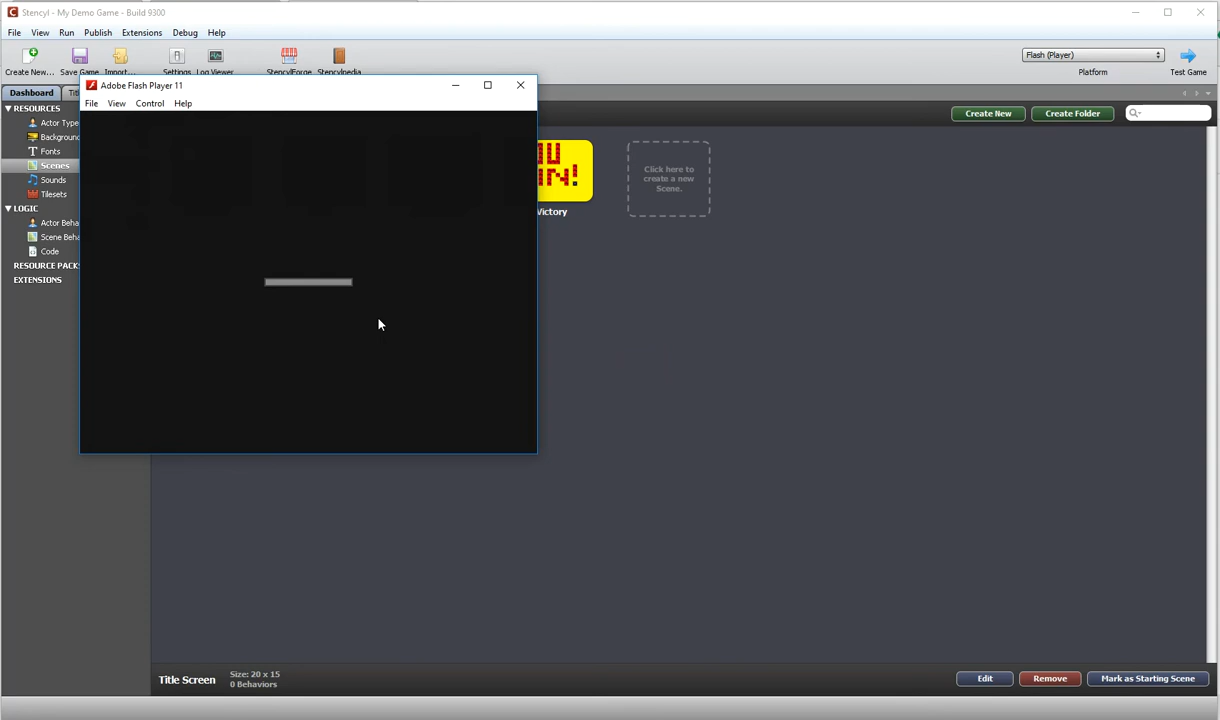 Stencyl - My Demo Game - Build 9300
File View Run Publish Extensions Debug Help
Create New... Save Game Import... Settings Log Viewer StencylForge Stencylpedia
Flash (Player)
Platform Test Game
Dashboard
Adobe Flash Player 11
File View Control Help
RESOURCES
Actor Type
Background
Fonts
Scenes
Sounds
Tilesets
LOGIC
Actor Beha
Scene Beha
Code
RESOURCE PACK
EXTENSIONS
Create New Create Folder
Victory
Click here to
create a new
Scene.
Title Screen
Size: 20 x 15
0 Behaviors
Edit Remove Mark as Starting Scene